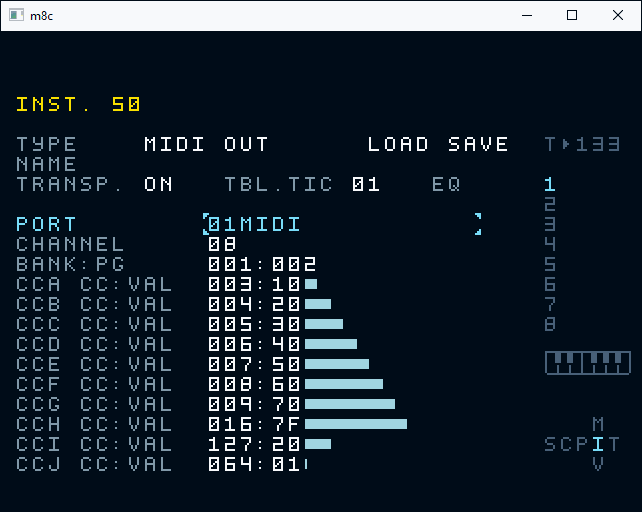 m8c
INST. 50
TYPE MIDI OUT LOAD SAVE T▸133
NAME
TRANSP. ON TBL.TIC 01 EQ 1
2
PORT 01MIDI 3
CHANNEL 08 4
BANK:PG 001:002 5
CCA CC:VAL 003:10 6
CCB CC:VAL 004:20 7
CCC CC:VAL 005:30 8
CCD CC:VAL 006:40
CCE CC:VAL 007:50
CCF CC:VAL 008:60
CCG CC:VAL 009:70
CCH CC:VAL 016:7F M
CCI CC:VAL 127:20 SCPIT
CCJ CC:VAL 064:01 V